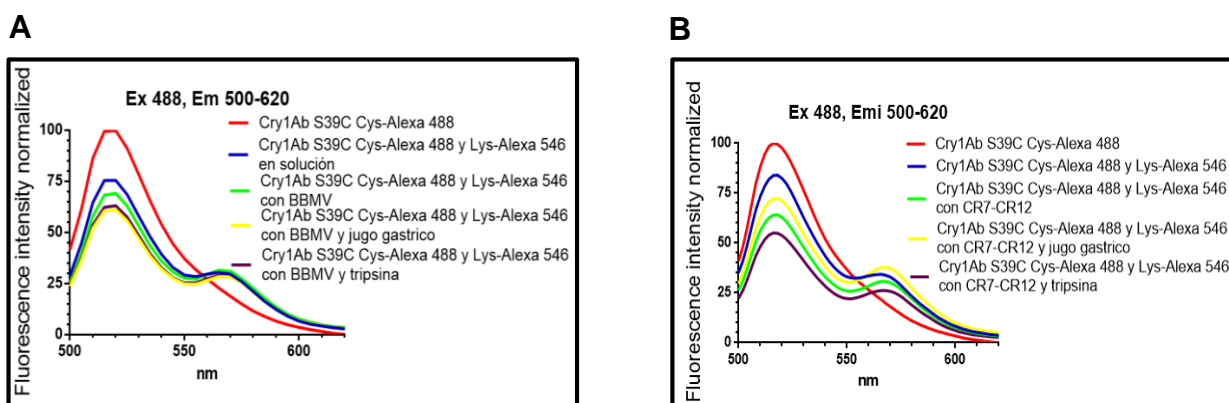 A
Fluorescence intensity normalized
Ex 488, Em 500-620
Cry1Ab S39C Cys-Alexa 488
Cry1Ab S39C Cys-Alexa 488 y Lys-Alexa 546
en solución
Cry1Ab S39C Cys-Alexa 488 y Lys-Alexa 546
con BBMV
Cry1Ab S39C Cys-Alexa 488 y Lys-Alexa 546
con BBMV y jugo gastrico
Cry1Ab S39C Cys-Alexa 488 y Lys-Alexa 546
con BBMV y tripsina
100
75
50
25
0
500
550
600
nm
B
Fluorescence intensity normalized
Ex 488, Emi 500-620
Cry1Ab S39C Cys-Alexa 488
Cry1Ab S39C Cys-Alexa 488 y Lys-Alexa 546
Cry1Ab S39C Cys-Alexa 488 y Lys-Alexa 546
con CR7-CR12
Cry1Ab S39C Cys-Alexa 488 y Lys-Alexa 546
con CR7-CR12 y jugo gastrico
Cry1Ab S39C Cys-Alexa 488 y Lys-Alexa 546
con CR7-CR12 y tripsina
100
75
50
25
0
500
550
600
nm